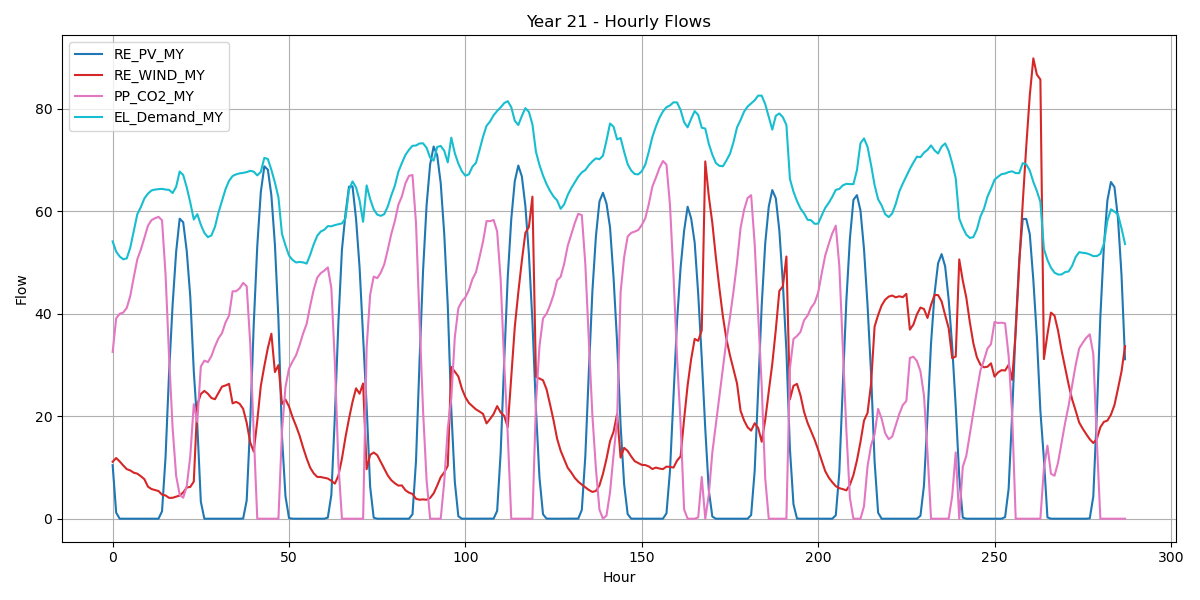 Year 21 - Hourly Flows
RE_PV_MY
RE_WIND_MY
PP_CO2_MY
EL_Demand_MY
Flow
80
60
40
20
0
0 50 100 150 200 250 300
Hour